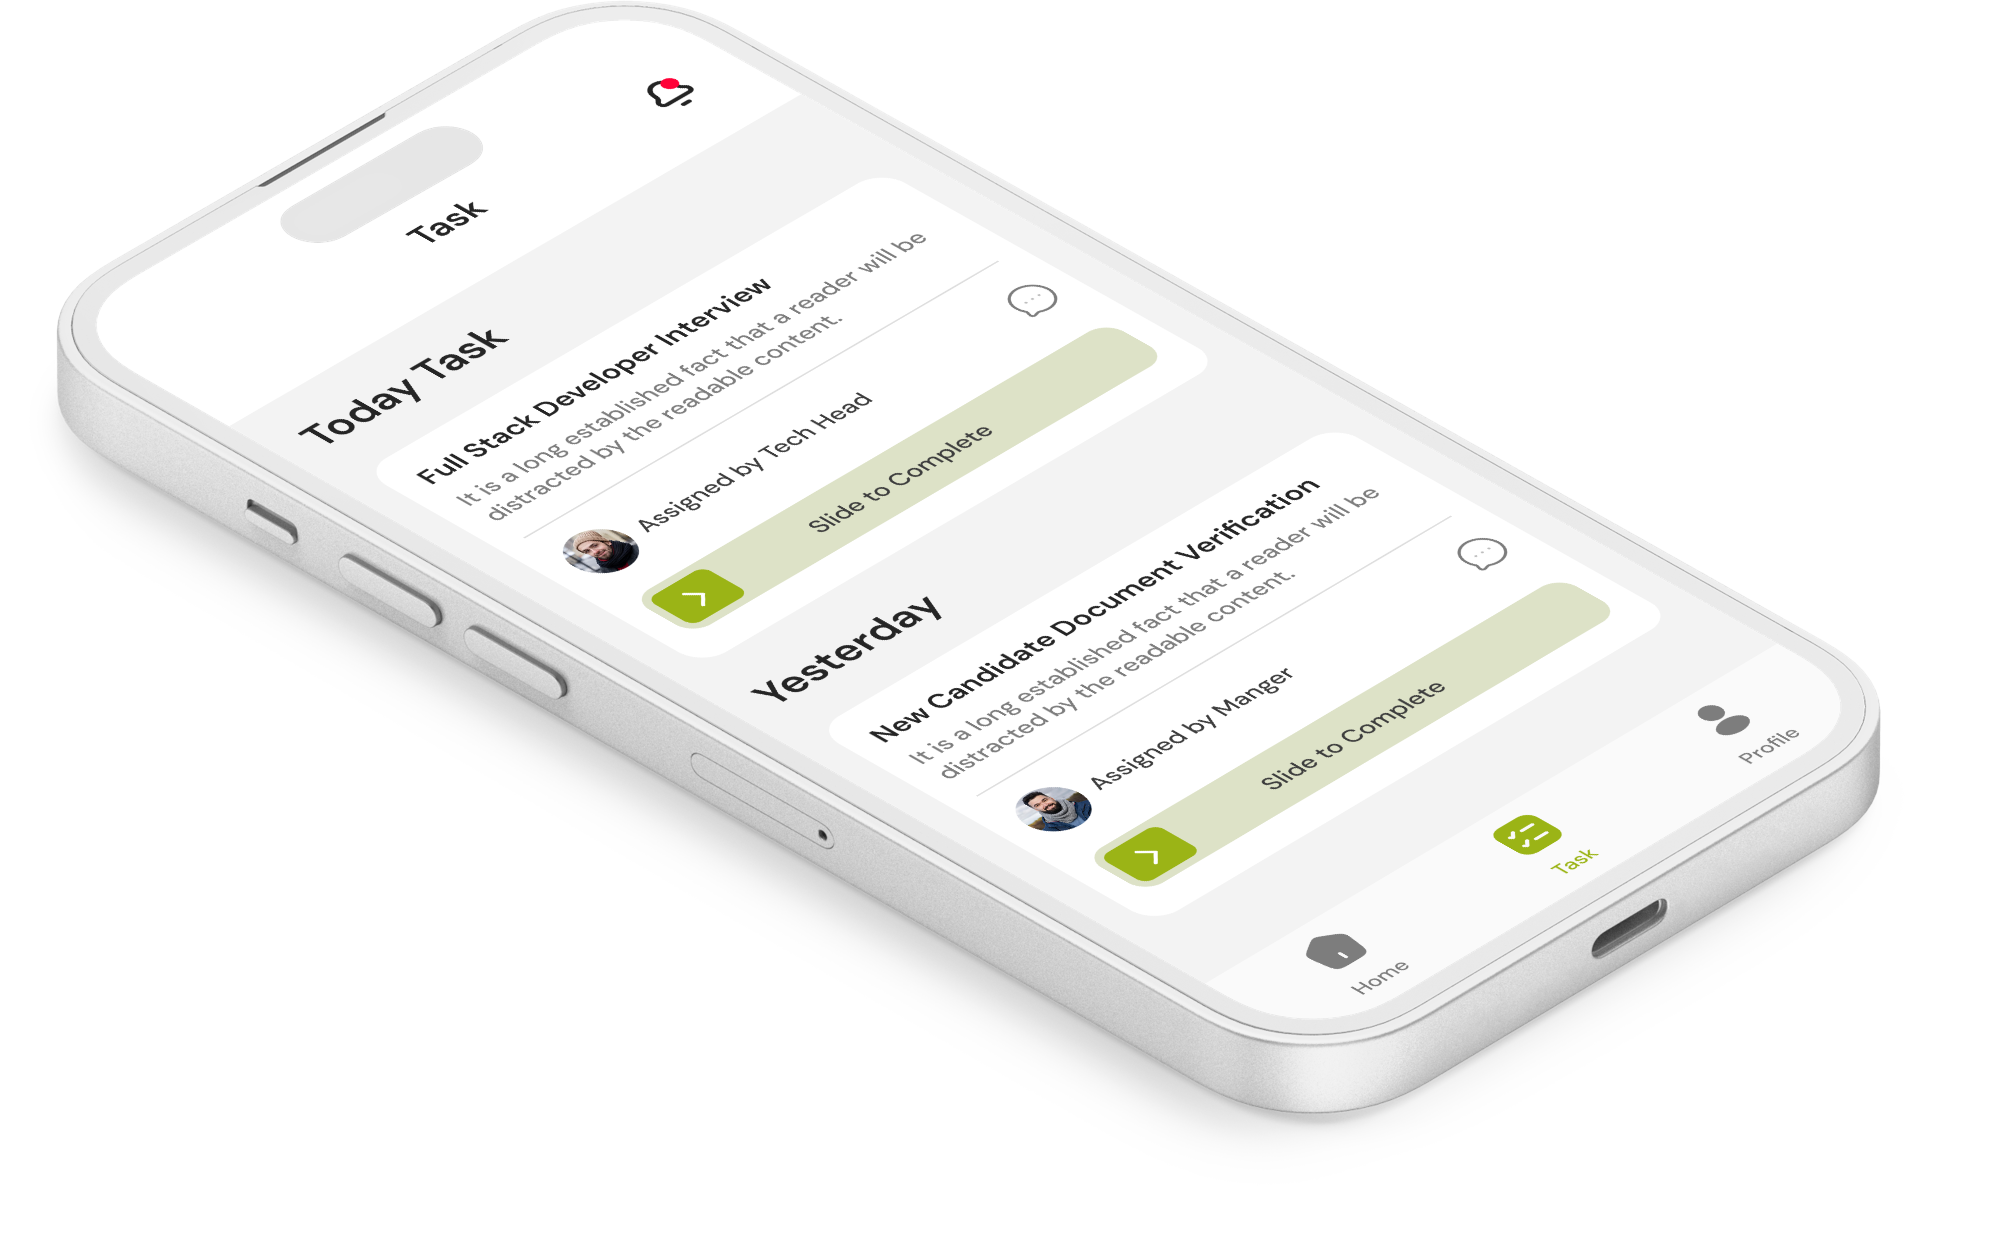 Task
Today Task
Full Stack Developer Interview
It is a long established fact that a reader will be
distracted by the readable content.
Assigned by Tech Head
Slide to Complete
Yesterday
New Candidate Document Verification
It is a long established fact that a reader will be
distracted by the readable content.
Assigned by Manger
Slide to Complete
Home
Task
Profile